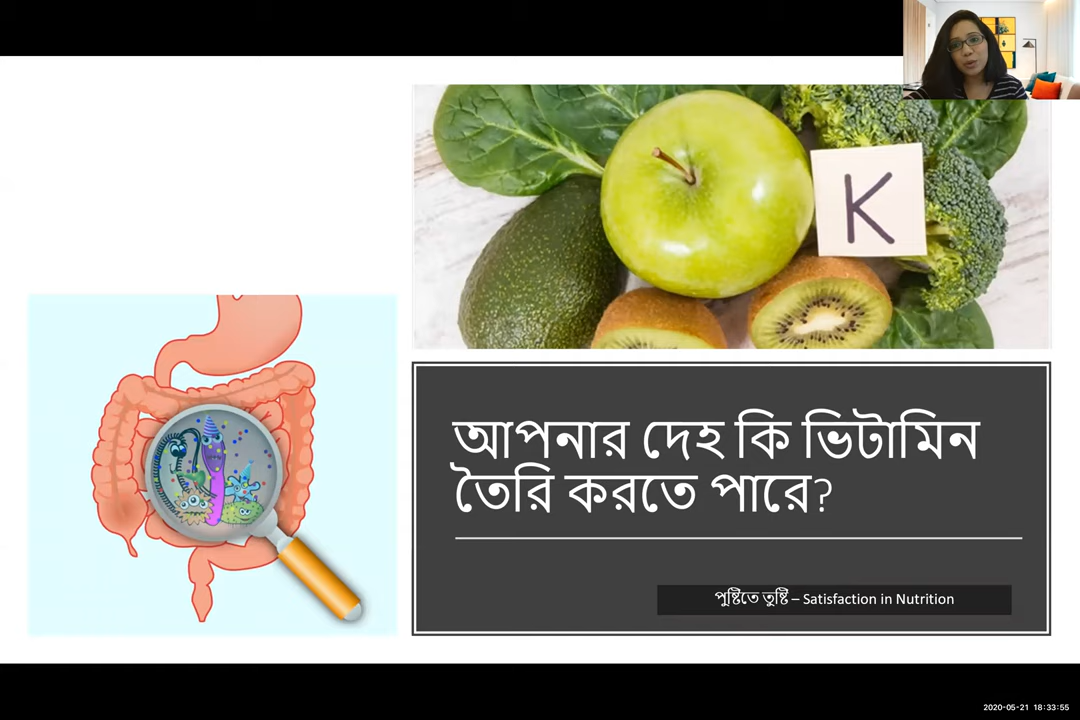 K
আপনার দেহ কি ভিটামিন
তৈরি করতে পারে?
পুষ্টিতে তুষ্টি – Satisfaction in Nutrition
2020-05-21 18:33:55